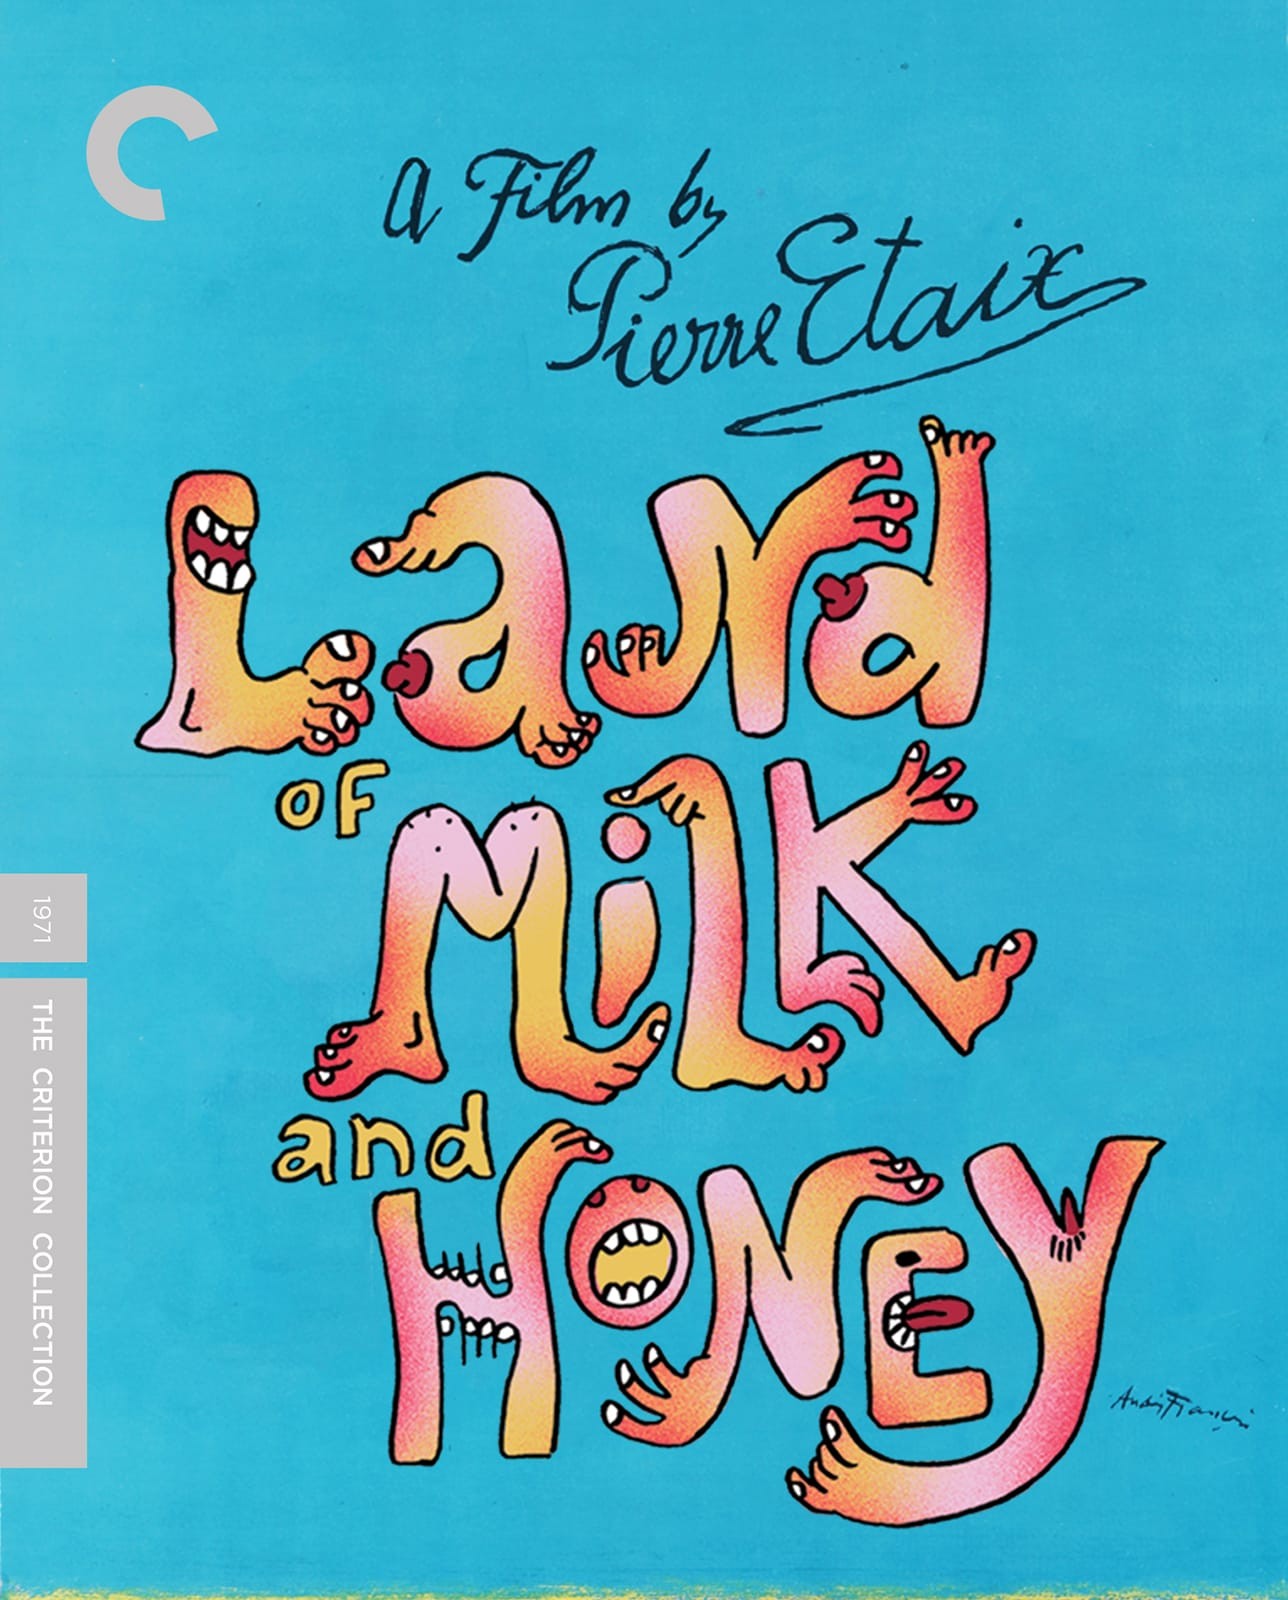 a Film by
Pierre Etaix
Land
of
Milk
and
HONEY
1971
THE CRITERION COLLECTION